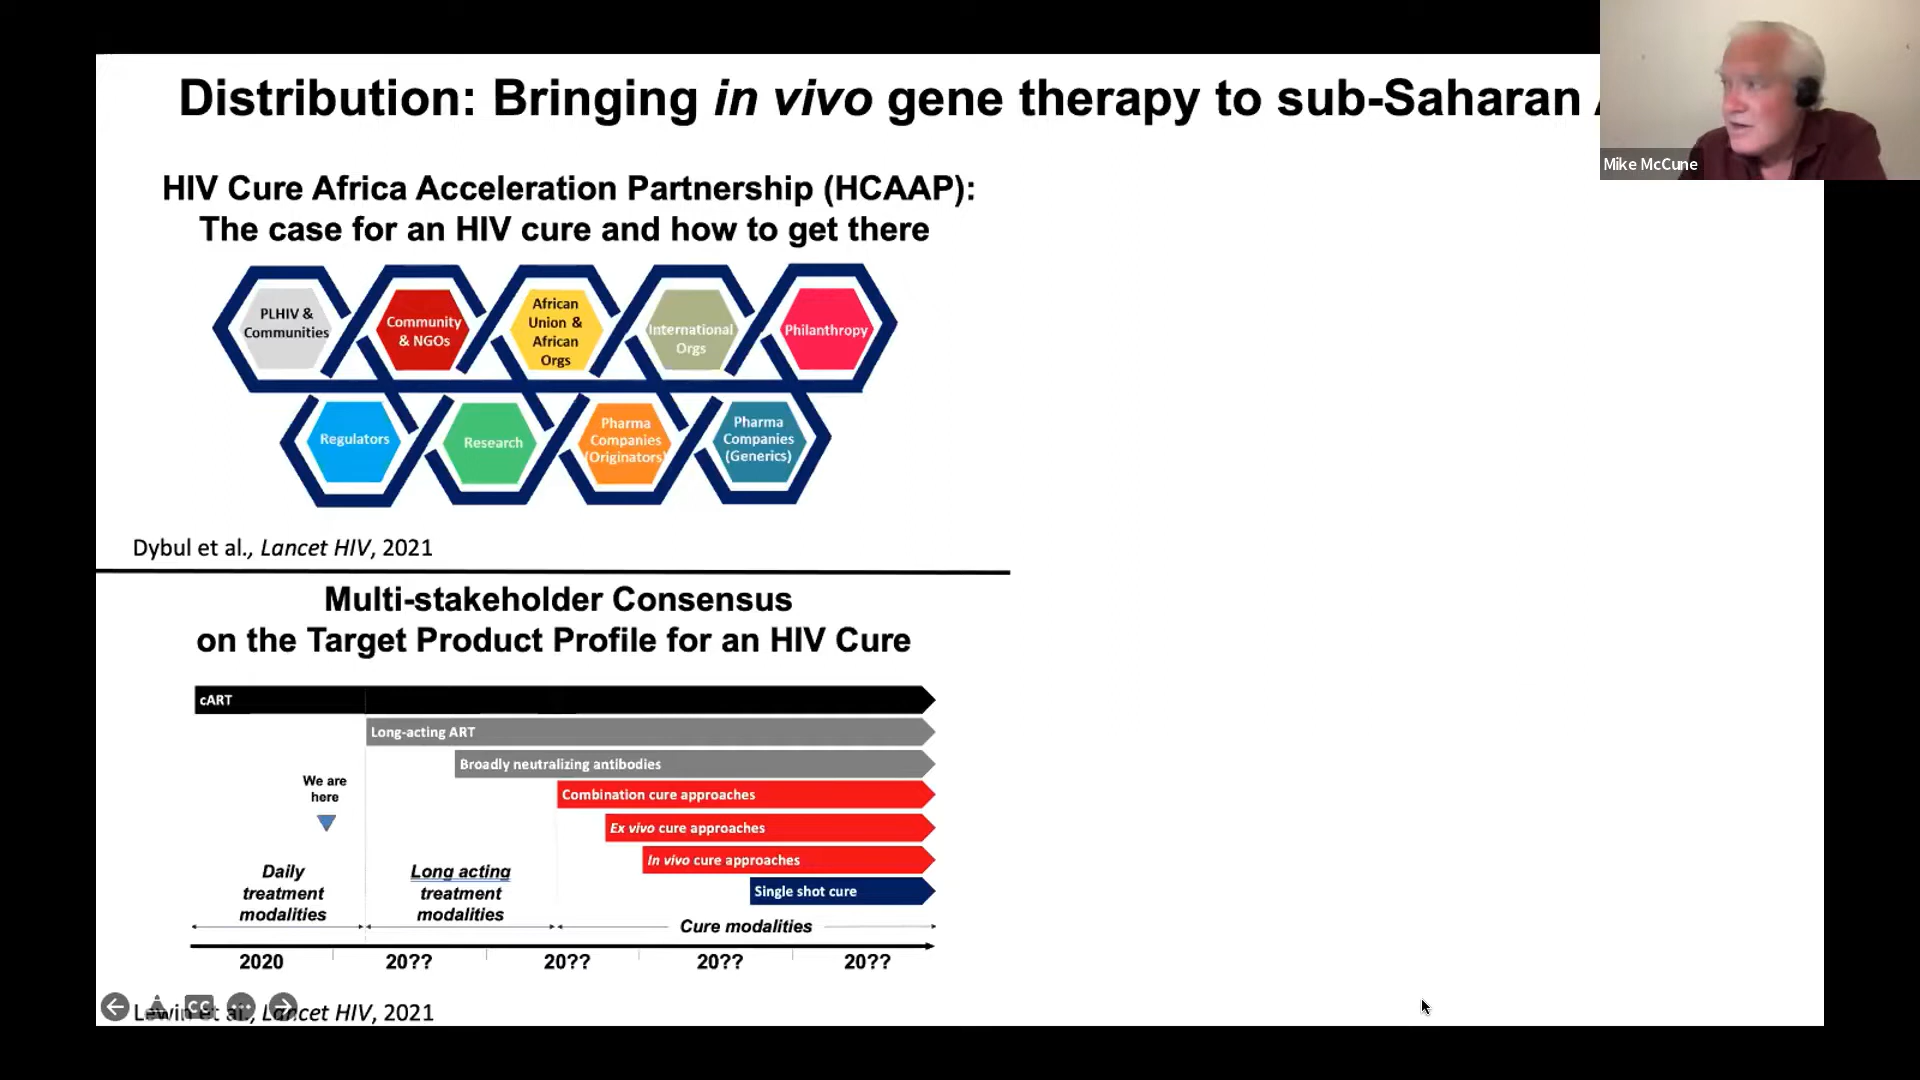 Distribution: Bringing in vivo gene therapy to sub-Saharan
Mike McCune
HIV Cure Africa Acceleration Partnership (HCAAP):
The case for an HIV cure and how to get there
PLHIV &
Communities
Community
& NGOs
African
Union &
African
Orgs
International
Orgs
Philanthropy
Regulators
Research
Pharma
Companies
(Originators)
Pharma
Companies
(Generics)
Dybul et al., Lancet HIV, 2021
Multi-stakeholder Consensus
on the Target Product Profile for an HIV Cure
cART
Long-acting ART
Broadly neutralizing antibodies
We are
here
Combination cure approaches
Ex vivo cure approaches
In vivo cure approaches
Single shot cure
Daily
treatment
modalities
Long acting
treatment
modalities
Cure modalities
2020
20??
20??
20??
20??
CC
Lewin et al., Lancet HIV, 2021